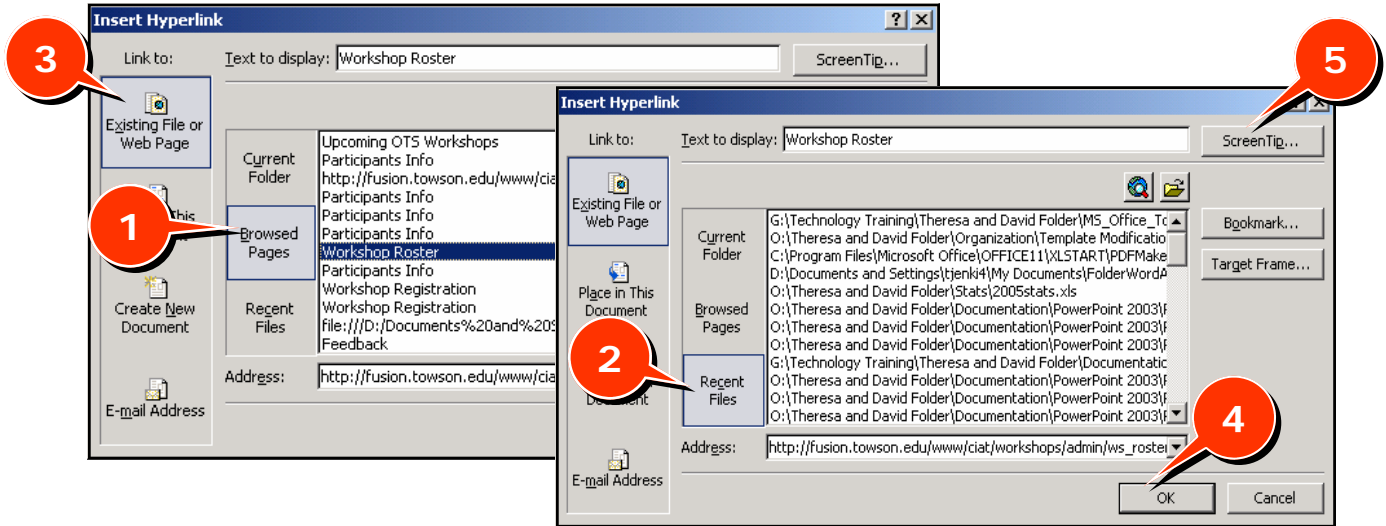 Insert Hyperlink
3
Link to:
Text to display: Workshop Roster
ScreenTip...
Existing File or
Web Page
Current
Folder
Browsed
Pages
Recent
Files
Upcoming OTS Workshops
Participants Info
http://fusion.towson.edu/www/cia
Participants Info
Participants Info
Participants Info
Workshop Roster
Participants Info
Workshop Registration
Workshop Registration
file:///D:/Documents%20and%20S
Feedback
1
This
Create New
Document
E-mail Address
Address: http://fusion.towson.edu/www/cia
Insert Hyperlink
5
Link to:
Text to display: Workshop Roster
ScreenTip...
Existing File or
Web Page
Place in This
Document
Document
E-mail Address
Current
Folder
Browsed
Pages
Recent
Files
2
G:\Technology Training\Theresa and David Folder\MS_Office_To
O:\Theresa and David Folder\Organization\Template Modificatio
C:\Program Files\Microsoft Office\OFFICE11\XLSTART\PDFMake
D:\Documents and Settings\tjenki4\My Documents\FolderWordA
O:\Theresa and David Folder\Stats\2005stats.xls
O:\Theresa and David Folder\Documentation\PowerPoint 2003\
O:\Theresa and David Folder\Documentation\PowerPoint 2003\
O:\Theresa and David Folder\Documentation\PowerPoint 2003\
G:\Technology Training\Theresa and David Folder\Documentatic
O:\Theresa and David Folder\Documentation\PowerPoint 2003\
O:\Theresa and David Folder\Documentation\PowerPoint 2003\
O:\Theresa and David Folder\Documentation\PowerPoint 2003\
Bookmark...
Target Frame...
Address: http://fusion.towson.edu/www/ciat/workshops/admin/ws_roster
4
OK
Cancel